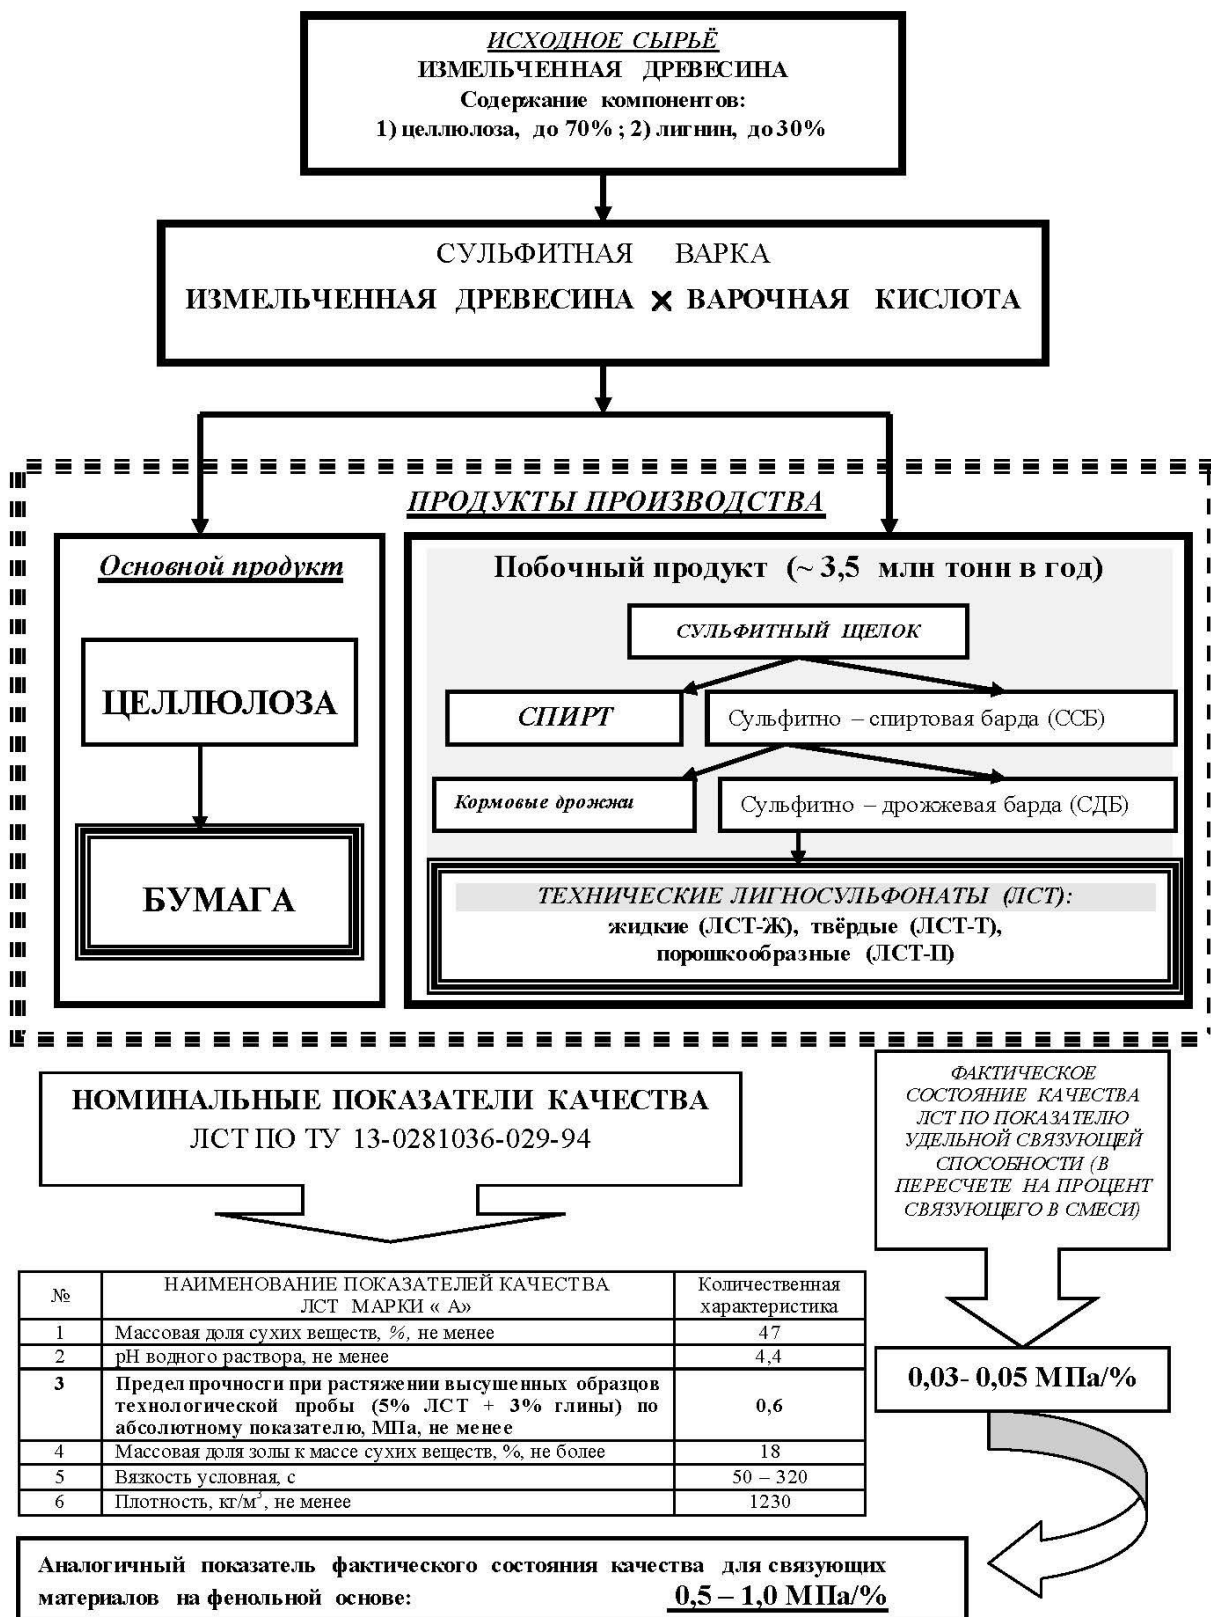 ИСХОДНОЕ СЫРЬЁ
ИЗМЕЛЬЧЕННАЯ ДРЕВЕСИНА
Содержание компонентов:
1) целлюлоза, до 70% ; 2) лигнин, до 30%
СУЛЬФИТНАЯ ВАРКА
ИЗМЕЛЬЧЕННАЯ ДРЕВЕСИНА × ВАРОЧНАЯ КИСЛОТА
ПРОДУКТЫ ПРОИЗВОДСТВА
Основной продукт
ЦЕЛЛЮЛОЗА
БУМАГА
Побочный продукт (~ 3,5 млн тонн в год)
СУЛЬФИТНЫЙ ЩЕЛОК
СПИРТ
Сульфитно – спиртовая барда (ССБ)
Кормовые дрожжи
Сульфитно – дрожжевая барда (СДБ)
ТЕХНИЧЕСКИЕ ЛИГНОСУЛЬФОНАТЫ (ЛСТ):
жидкие (ЛСТ-Ж), твёрдые (ЛСТ-Т),
порошкообразные (ЛСТ-П)
НОМИНАЛЬНЫЕ ПОКАЗАТЕЛИ КАЧЕСТВА
ЛСТ ПО ТУ 13-0281036-029-94
ФАКТИЧЕСКОЕ
СОСТОЯНИЕ КАЧЕСТВА
ЛСТ ПО ПОКАЗАТЕЛЮ
УДЕЛЬНОЙ СВЯЗУЮЩЕЙ
СПОСОБНОСТИ (В
ПЕРЕСЧЕТЕ НА ПРОЦЕНТ
СВЯЗУЮЩЕГО В СМЕСИ)
№ НАИМЕНОВАНИЕ ПОКАЗАТЕЛЕЙ КАЧЕСТВА Количественная
ЛСТ МАРКИ « А» характеристика
1 Массовая доля сухих веществ, %, не менее 47
2 рН водного раствора, не менее 4,4
3 Предел прочности при растяжении высушенных образцов
технологической пробы (5% ЛСТ + 3% глины) по 0,6
абсолютному показателю, МПа, не менее
4 Массовая доля золы к массе сухих веществ, %, не более 18
5 Вязкость условная, с 50 – 320
6 Плотность, кг/м³, не менее 1230
0,03- 0,05 МПа/%
Аналогичный показатель фактического состояния качества для связующих
материалов на фенольной основе: 0,5 – 1,0 МПа/%